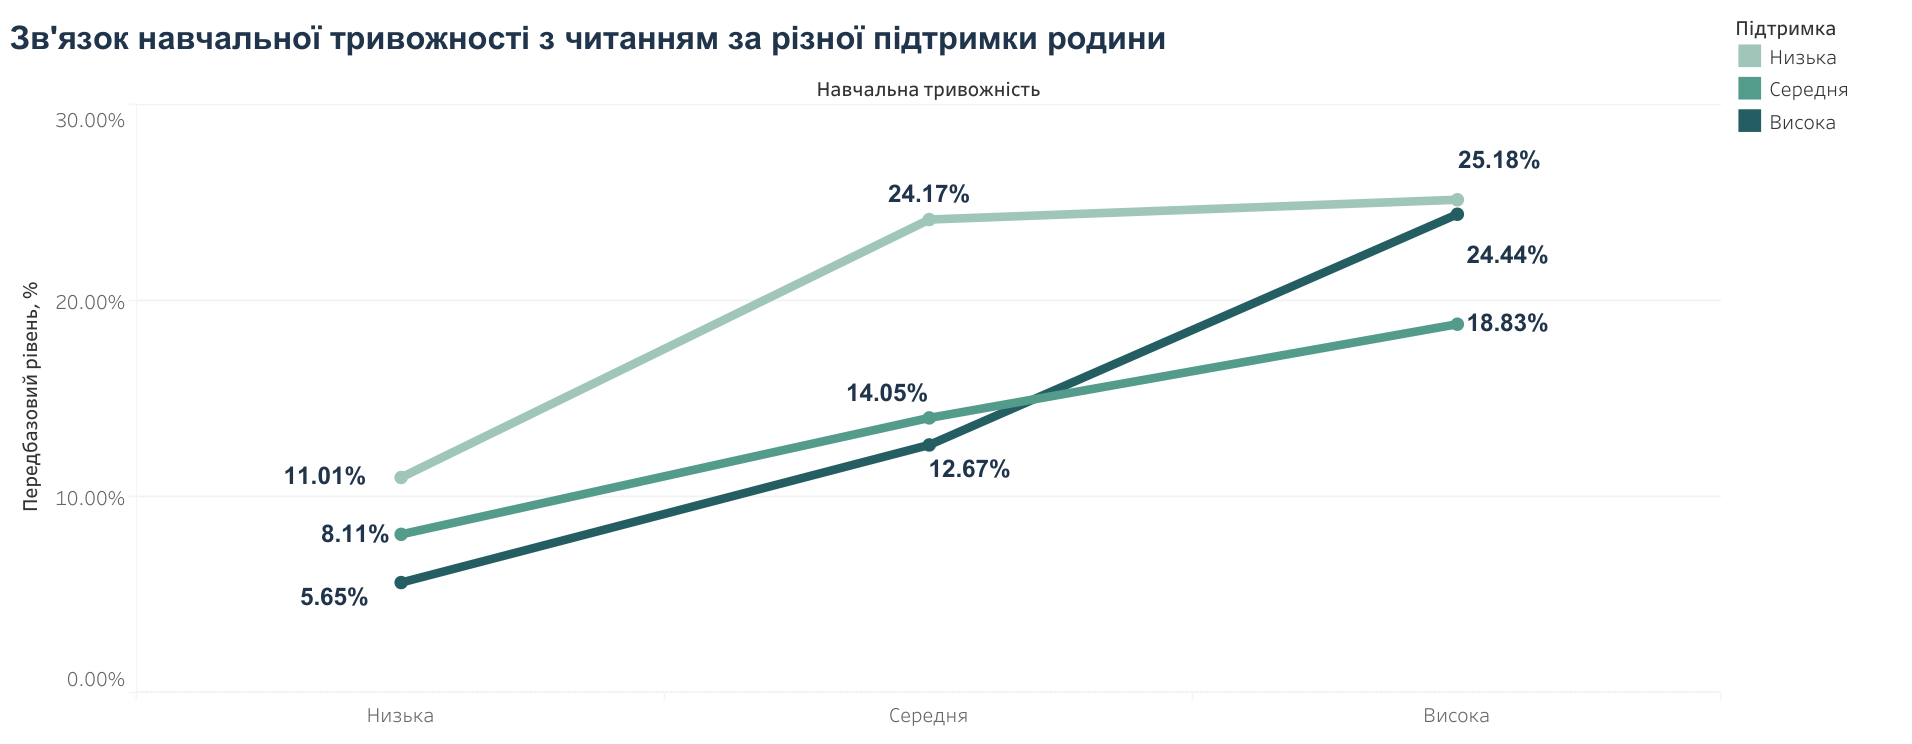 Зв'язок навчальної тривожності з читанням за різної підтримки родини
Підтримка
Низька
Середня
Висока
Навчальна тривожність
Передбазовий рівень, %
30.00%
20.00%
10.00%
0.00%
25.18%
24.17%
24.44%
18.83%
14.05%
12.67%
11.01%
8.11%
5.65%
Низька
Середня
Висока